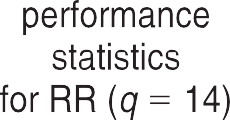 performance
statistics
for RR (q = 14)